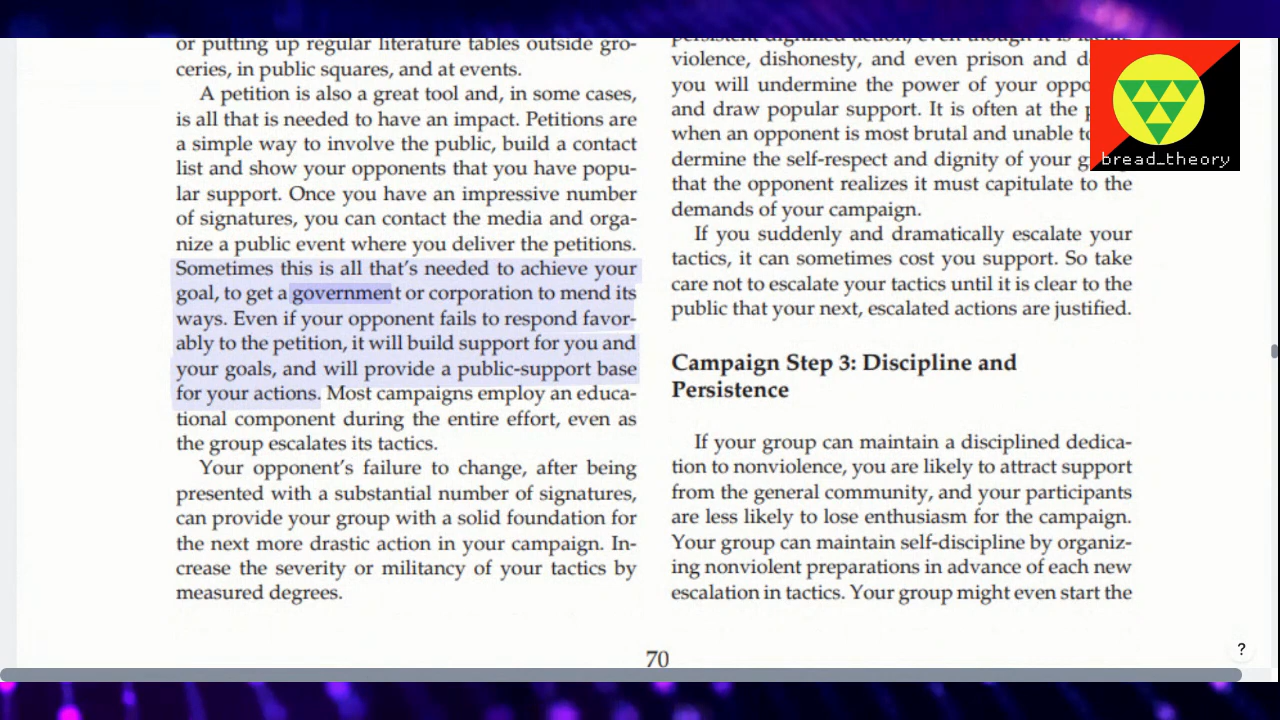 or putting up regular literature tables outside gro-
ceries, in public squares, and at events.
A petition is also a great tool and, in some cases,
is all that is needed to have an impact. Petitions are
a simple way to involve the public, build a contact
list and show your opponents that you have popu-
lar support. Once you have an impressive number
of signatures, you can contact the media and orga-
nize a public event where you deliver the petitions.
Sometimes this is all that's needed to achieve your
goal, to get a government or corporation to mend its
ways. Even if your opponent fails to respond favor-
ably to the petition, it will build support for you and
your goals, and will provide a public-support base
for your actions. Most campaigns employ an educa-
tional component during the entire effort, even as
the group escalates its tactics.
Your opponent's failure to change, after being
presented with a substantial number of signatures,
can provide your group with a solid foundation for
the next more drastic action in your campaign. In-
crease the severity or militancy of your tactics by
measured degrees.
persistent dignified action, even though it is
violence, dishonesty, and even prison and
you will undermine the power of your
and draw popular support. It is often at the
when an opponent is most brutal and unable
dermine the self-respect and dignity of your
that the opponent realizes it must capitulate to the
demands of your campaign.
If you suddenly and dramatically escalate your
tactics, it can sometimes cost you support. So take
care not to escalate your tactics until it is clear to the
public that your next, escalated actions are justified.
Campaign Step 3: Discipline and
Persistence
If your group can maintain a disciplined dedica-
tion to nonviolence, you are likely to attract support
from the general community, and your participants
are less likely to lose enthusiasm for the campaign.
Your group can maintain self-discipline by organiz-
ing nonviolent preparations in advance of each new
escalation in tactics. Your group might even start the
70
bread_theory
?